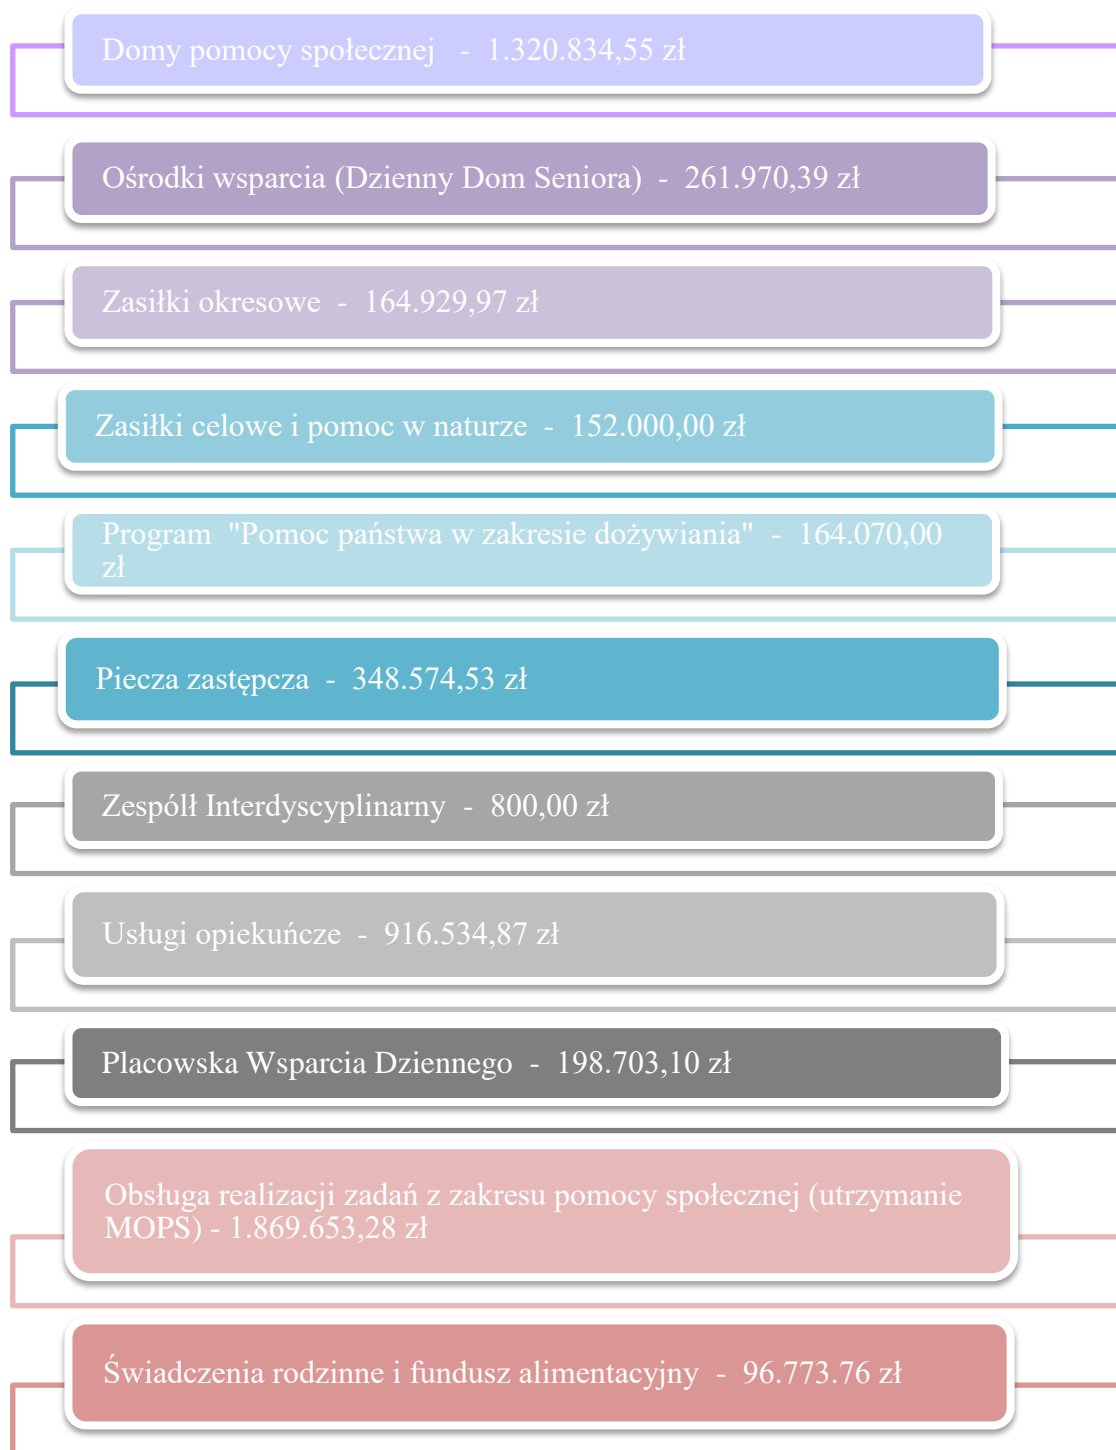 Domy pomocy społecznej - 1.320.834,55 zł
Ośrodki wsparcia (Dzienny Dom Seniora) - 261.970,39 zł
Zasiłki okresowe - 164.929,97 zł
Zasiłki celowe i pomoc w naturze - 152.000,00 zł
Program "Pomoc państwa w zakresie dożywiania" - 164.070,00
zł
Piecza zastępcza - 348.574,53 zł
Zespólł Interdyscyplinarny - 800,00 zł
Usługi opiekuńcze - 916.534,87 zł
Placowska Wsparcia Dziennego - 198.703,10 zł
Obsługa realizacji zadań z zakresu pomocy społecznej (utrzymanie
MOPS) - 1.869.653,28 zł
Świadczenia rodzinne i fundusz alimentacyjny - 96.773.76 zł